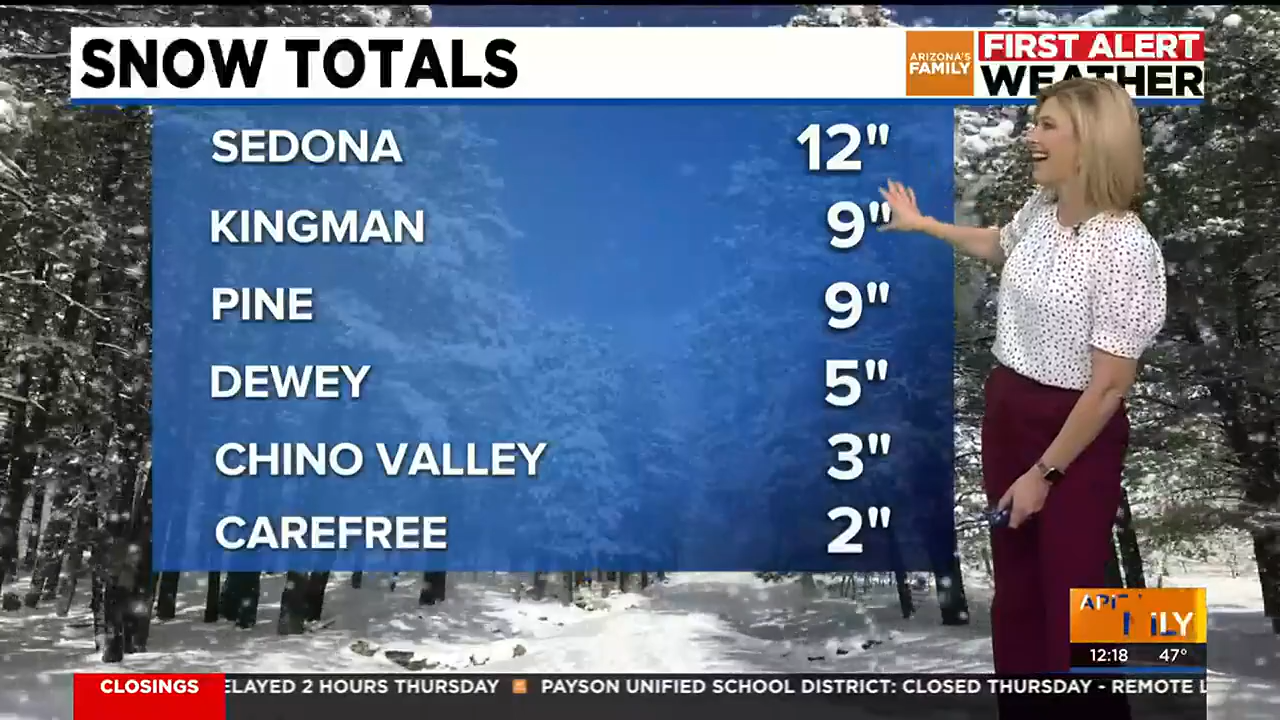 SNOW TOTALS
ARIZONA'S
FAMILY
FIRST ALERT
WEATHER
SEDONA 12"
KINGMAN 9"
PINE 9"
DEWEY 5"
CHINO VALLEY 3"
CAREFREE 2"
12:18 47°
CLOSINGS
ELAYED 2 HOURS THURSDAY PAYSON UNIFIED SCHOOL DISTRICT: CLOSED THURSDAY - REMOTE L